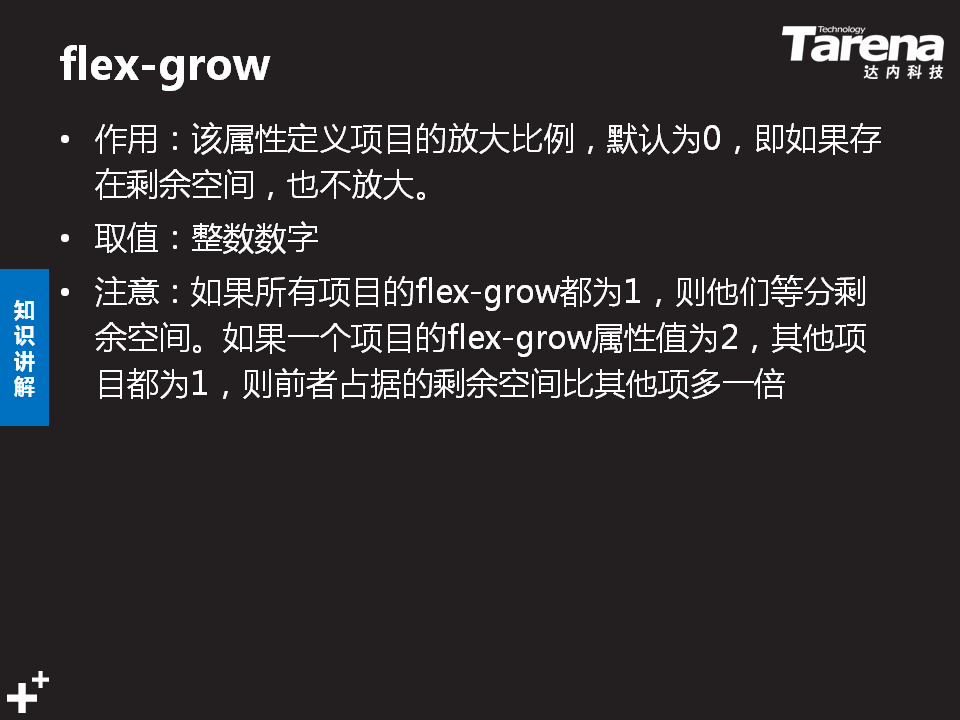 flex-grow
Technology
Tarena
达内科技
• 作用：该属性定义项目的放大比例，默认为0，即如果存
在剩余空间，也不放大。
• 取值：整数数字
• 注意：如果所有项目的flex-grow都为1，则他们等分剩
余空间。如果一个项目的flex-grow属性值为2，其他项
目都为1，则前者占据的剩余空间比其他项多一倍
知
识
讲
解